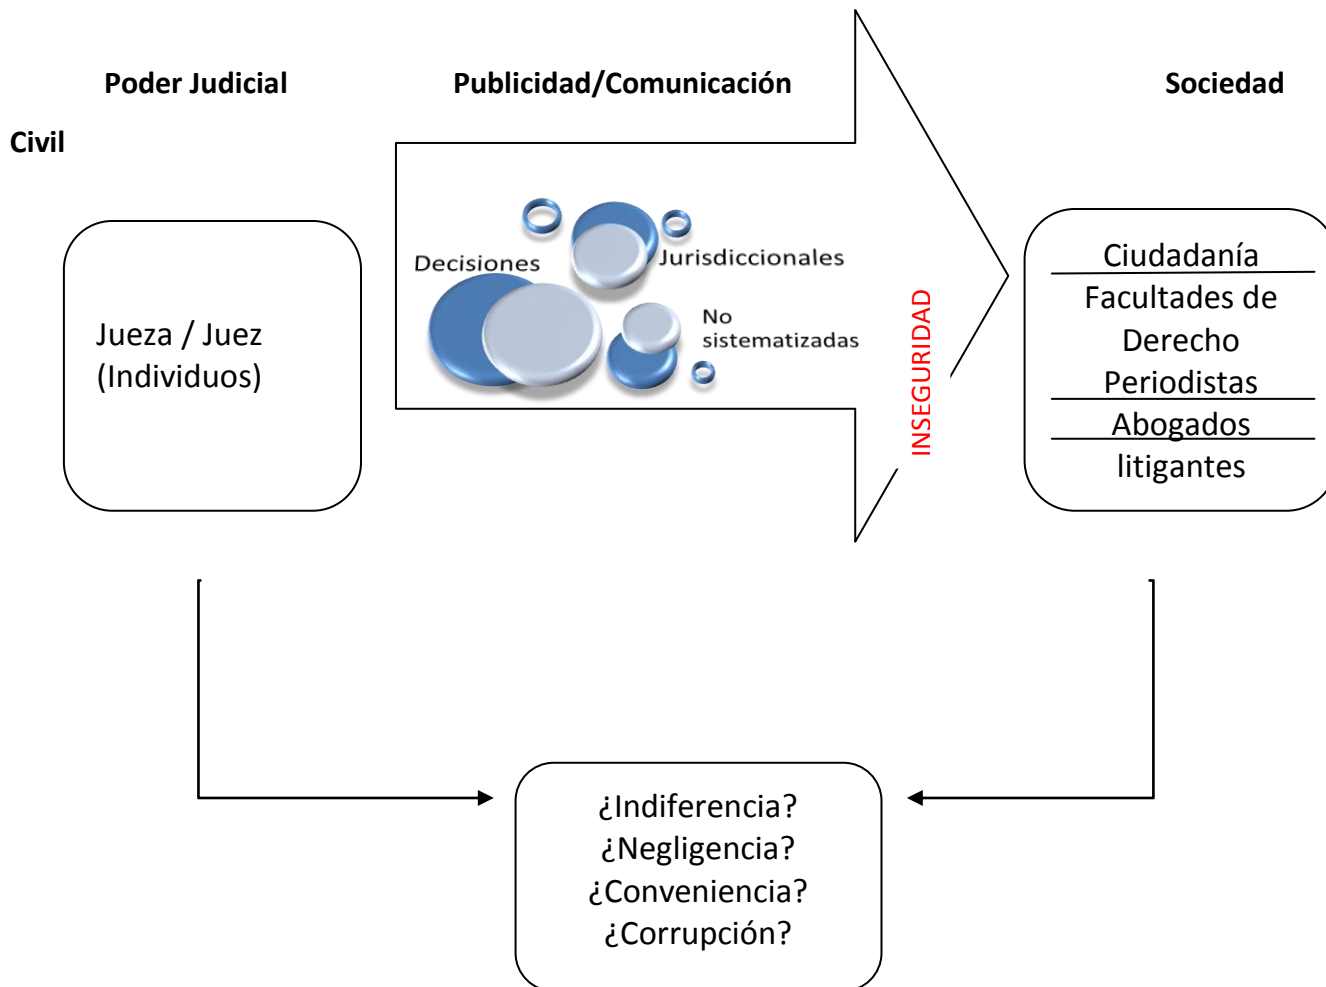 Poder Judicial
Publicidad/Comunicación
Sociedad
Civil
Jueza / Juez
(Individuos)
Decisiones
Jurisdiccionales
No
sistematizadas
INSEGURIDAD
Ciudadanía
Facultades de
Derecho
Periodistas
Abogados
litigantes
¿Indiferencia?
¿Negligencia?
¿Conveniencia?
¿Corrupción?